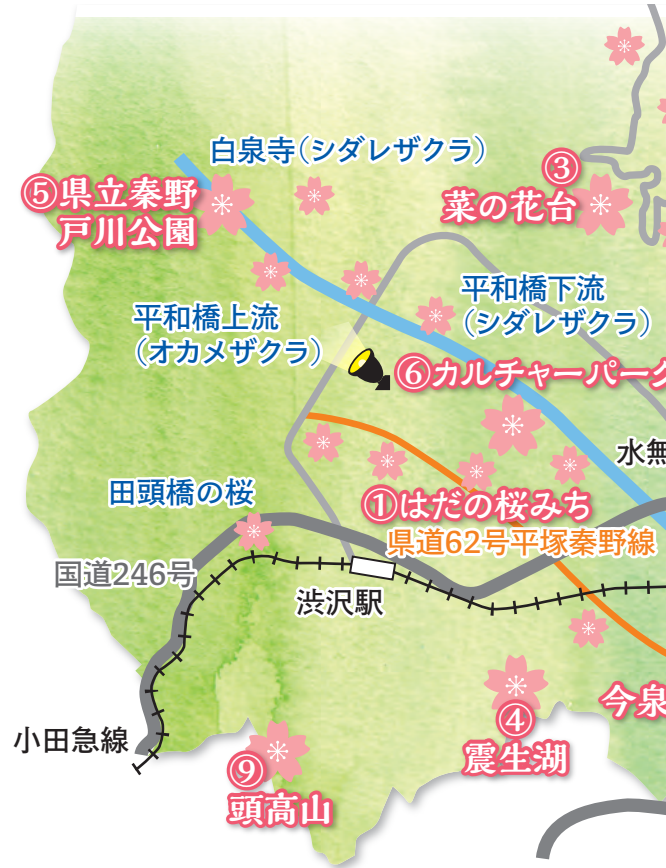 白泉寺(シダレザクラ)
③
菜の花台
⑤県立秦野
戸川公園
平和橋上流
(オカメザクラ)
平和橋下流
(シダレザクラ)
⑥カルチャーパーク
水無
田頭橋の桜
①はだの桜みち
県道62号平塚秦野線
国道246号
渋沢駅
小田急線
④
震生湖
今泉
⑨
頭高山